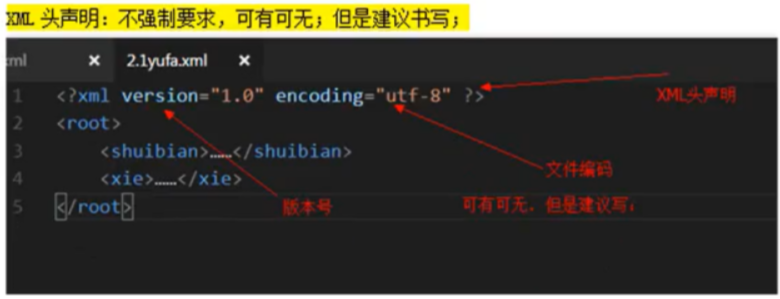 XML 头声明：不强制要求，可有可无；但是建议书写；
xml × 2.1yufa.xml ×
1 <?xml version="1.0" encoding="utf-8" ?>
XML头声明
2 <root>
3 <shuibian>……</shuibian>
文件编码
4 <xie>……</xie>
5 </root>
版本号
可有可无. 但是建议写;